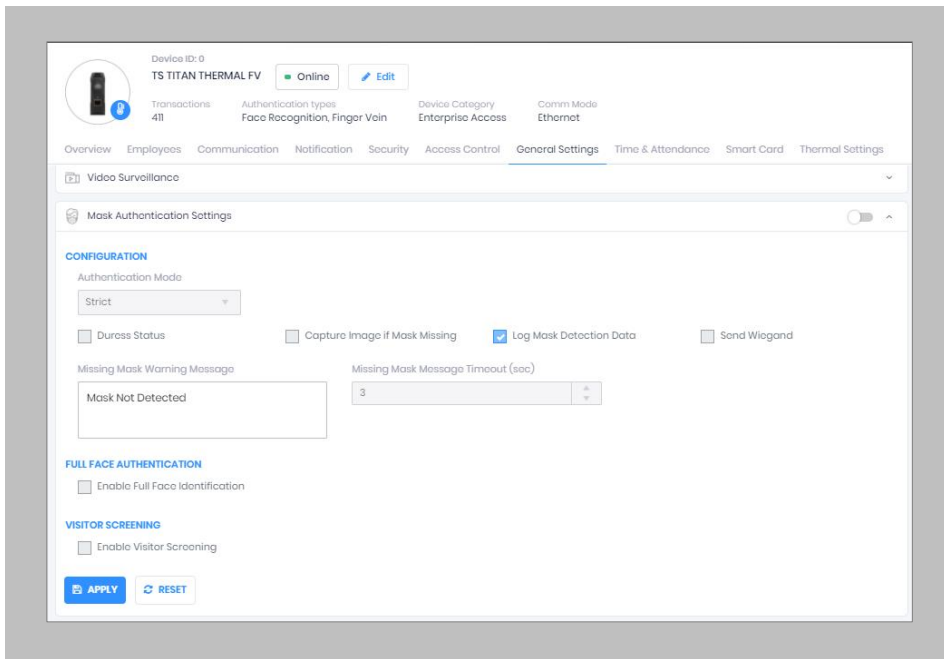 Device ID: 0
TS TITAN THERMAL FV Online Edit
Transactions Authentication types Device Category Comm Mode
411 Face Recognition, Finger Vein Enterprise Access Ethernet
Overview Employees Communication Notification Security Access Control General Settings Time & Attendance Smart Card Thermal Settings
Video Surveillance
Mask Authentication Settings
CONFIGURATION
Authentication Mode
Strict
Duress Status Capture Image if Mask Missing Log Mask Detection Data Send Wiegand
Missing Mask Warning Message Missing Mask Message Timeout (sec)
Mask Not Detected 3
FULL FACE AUTHENTICATION
Enable Full Face Identification
VISITOR SCREENING
Enable Visitor Screening
APPLY RESET